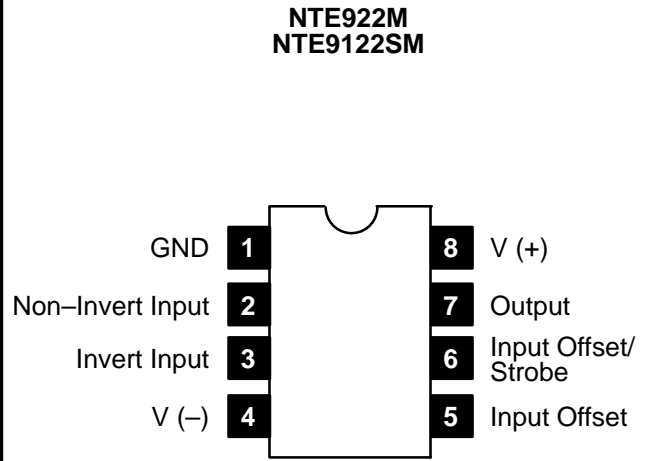 NTE922M
NTE9122SM
GND 1 8 V (+)
Non–Invert Input 2 7 Output
Invert Input 3 6 Input Offset/
Strobe
V (–) 4 5 Input Offset